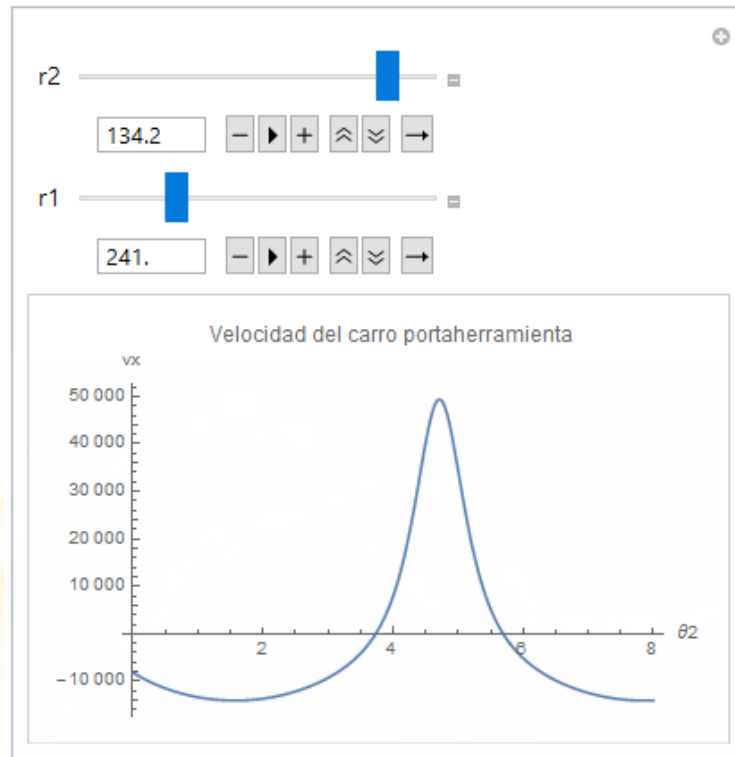 r2
134.2
r1
241.
Velocidad del carro portaherramienta
vx
50 000
40 000
30 000
20 000
10 000
θ2
2 4 6 8
−10 000